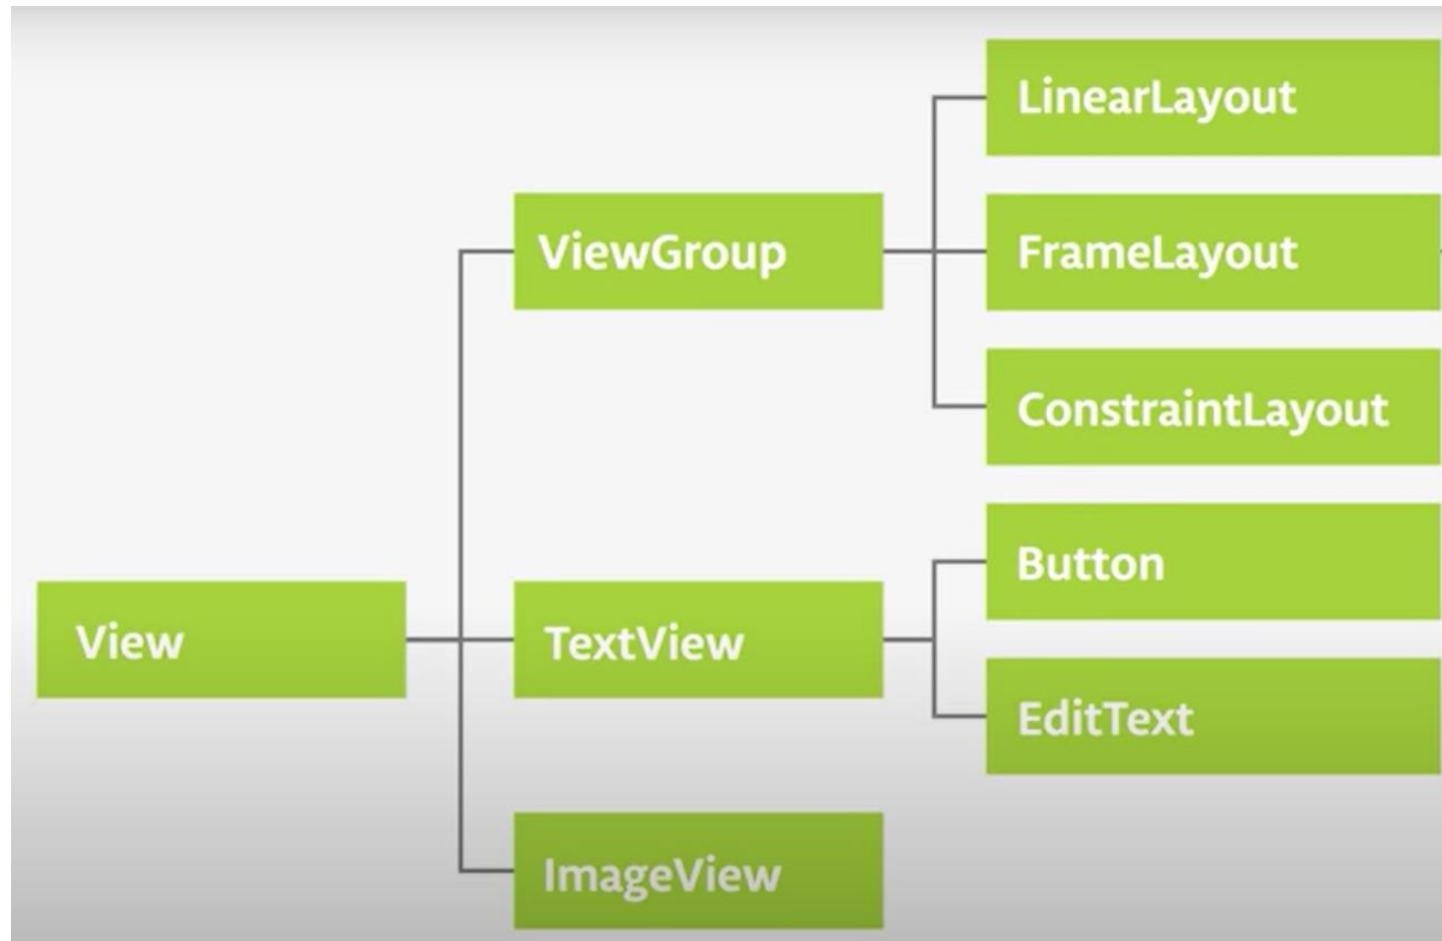 LinearLayout
ViewGroup
FrameLayout
ConstraintLayout
Button
View
TextView
EditText
ImageView